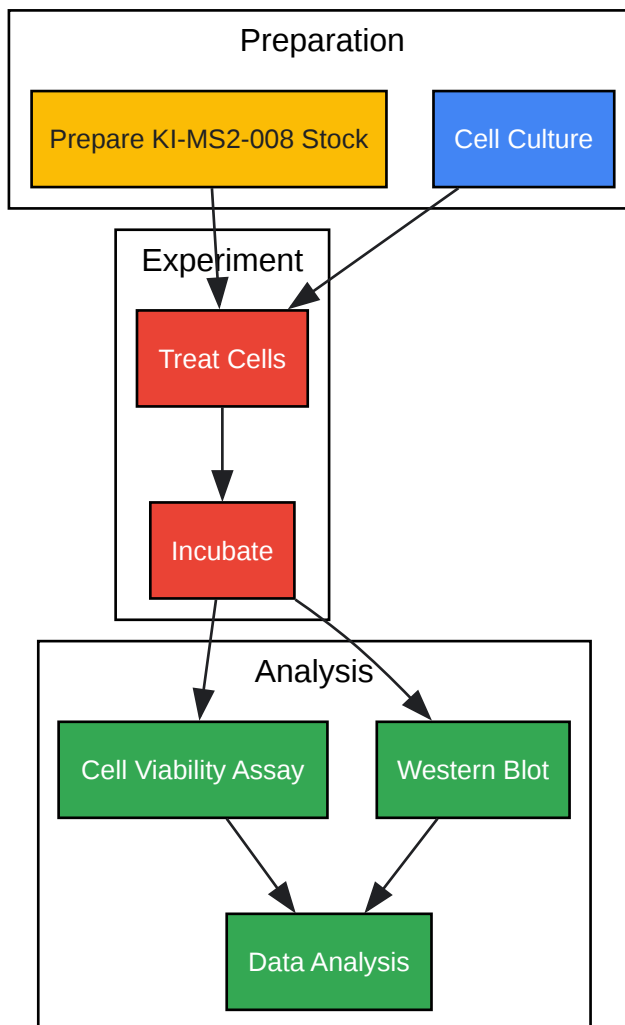 Preparation
Prepare KI-MS2-008 Stock
Cell Culture
Experiment
Treat Cells
Incubate
Analysis
Cell Viability Assay
Western Blot
Data Analysis